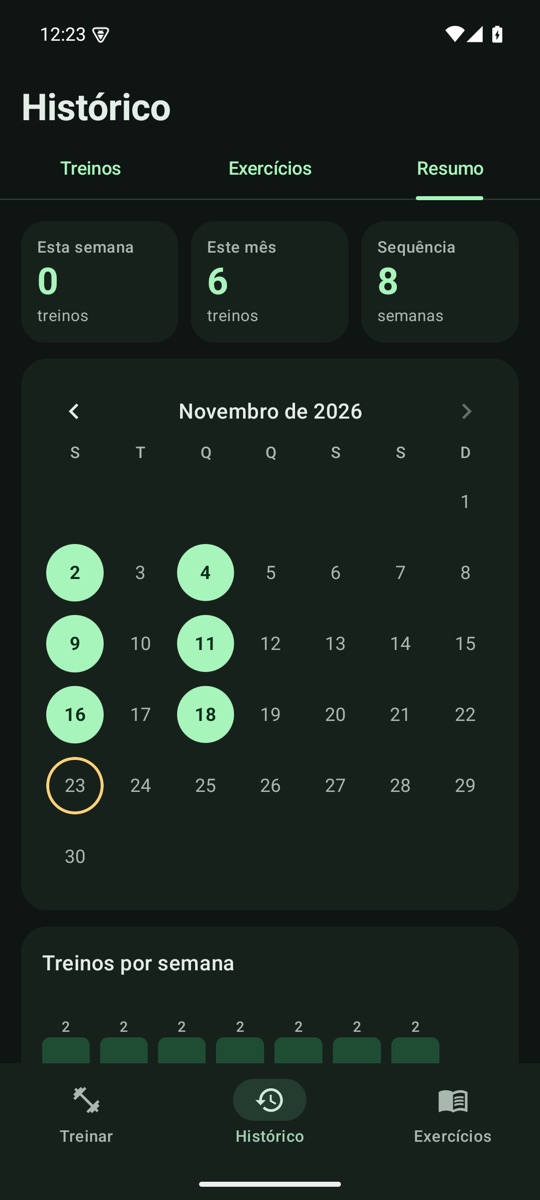 12:23
Histórico
Treinos Exercícios Resumo
Esta semana Este mês Sequência
0 6 8
treinos treinos semanas
Novembro de 2026
S T Q Q S S D
1
2 3 4 5 6 7 8
9 10 11 12 13 14 15
16 17 18 19 20 21 22
23 24 25 26 27 28 29
30
Treinos por semana
2 2 2 2 2 2 2
Treinar Histórico Exercícios